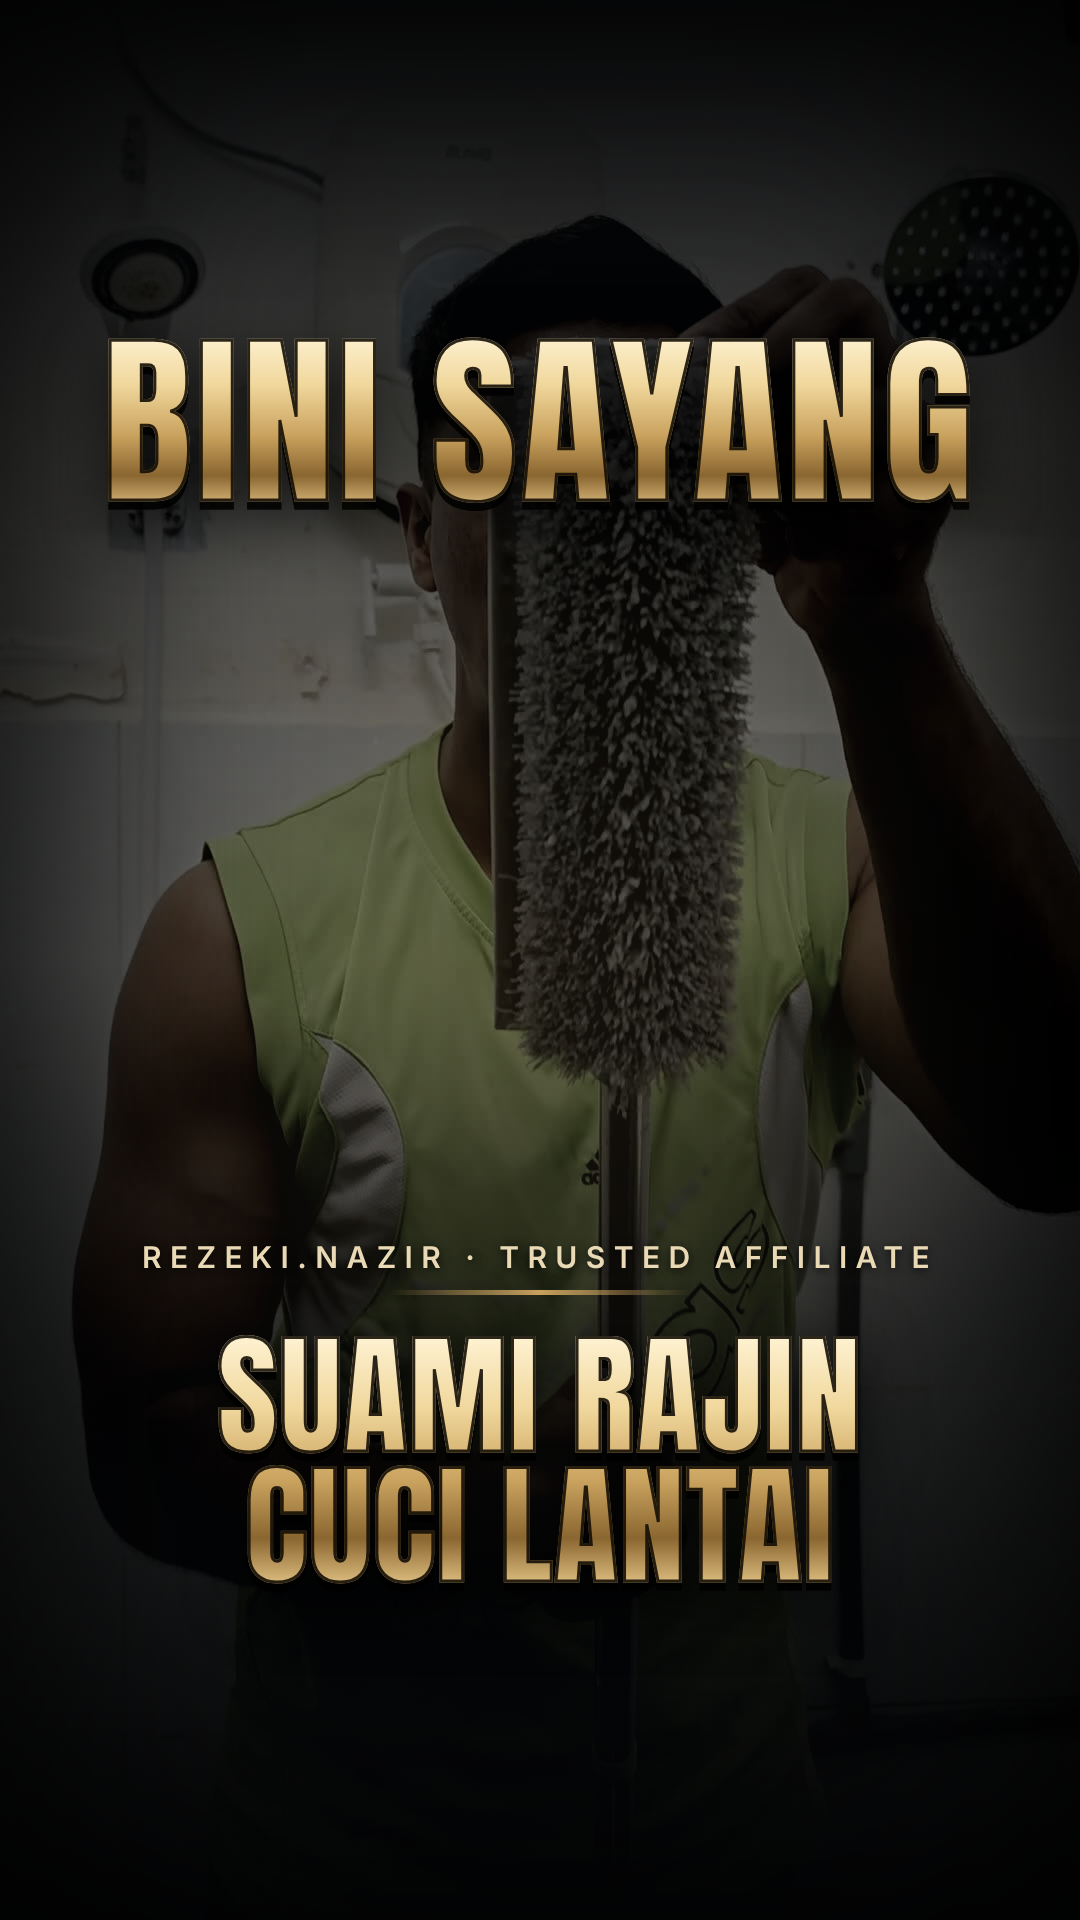 BINI SAYANG
REZEKI.NAZIR · TRUSTED AFFILIATE
SUAMI RAJIN
CUCI LANTAI